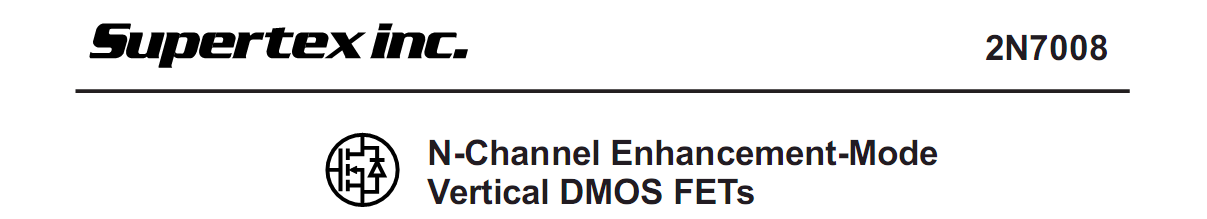 Supertex inc.
2N7008
N-Channel Enhancement-Mode
Vertical DMOS FETs